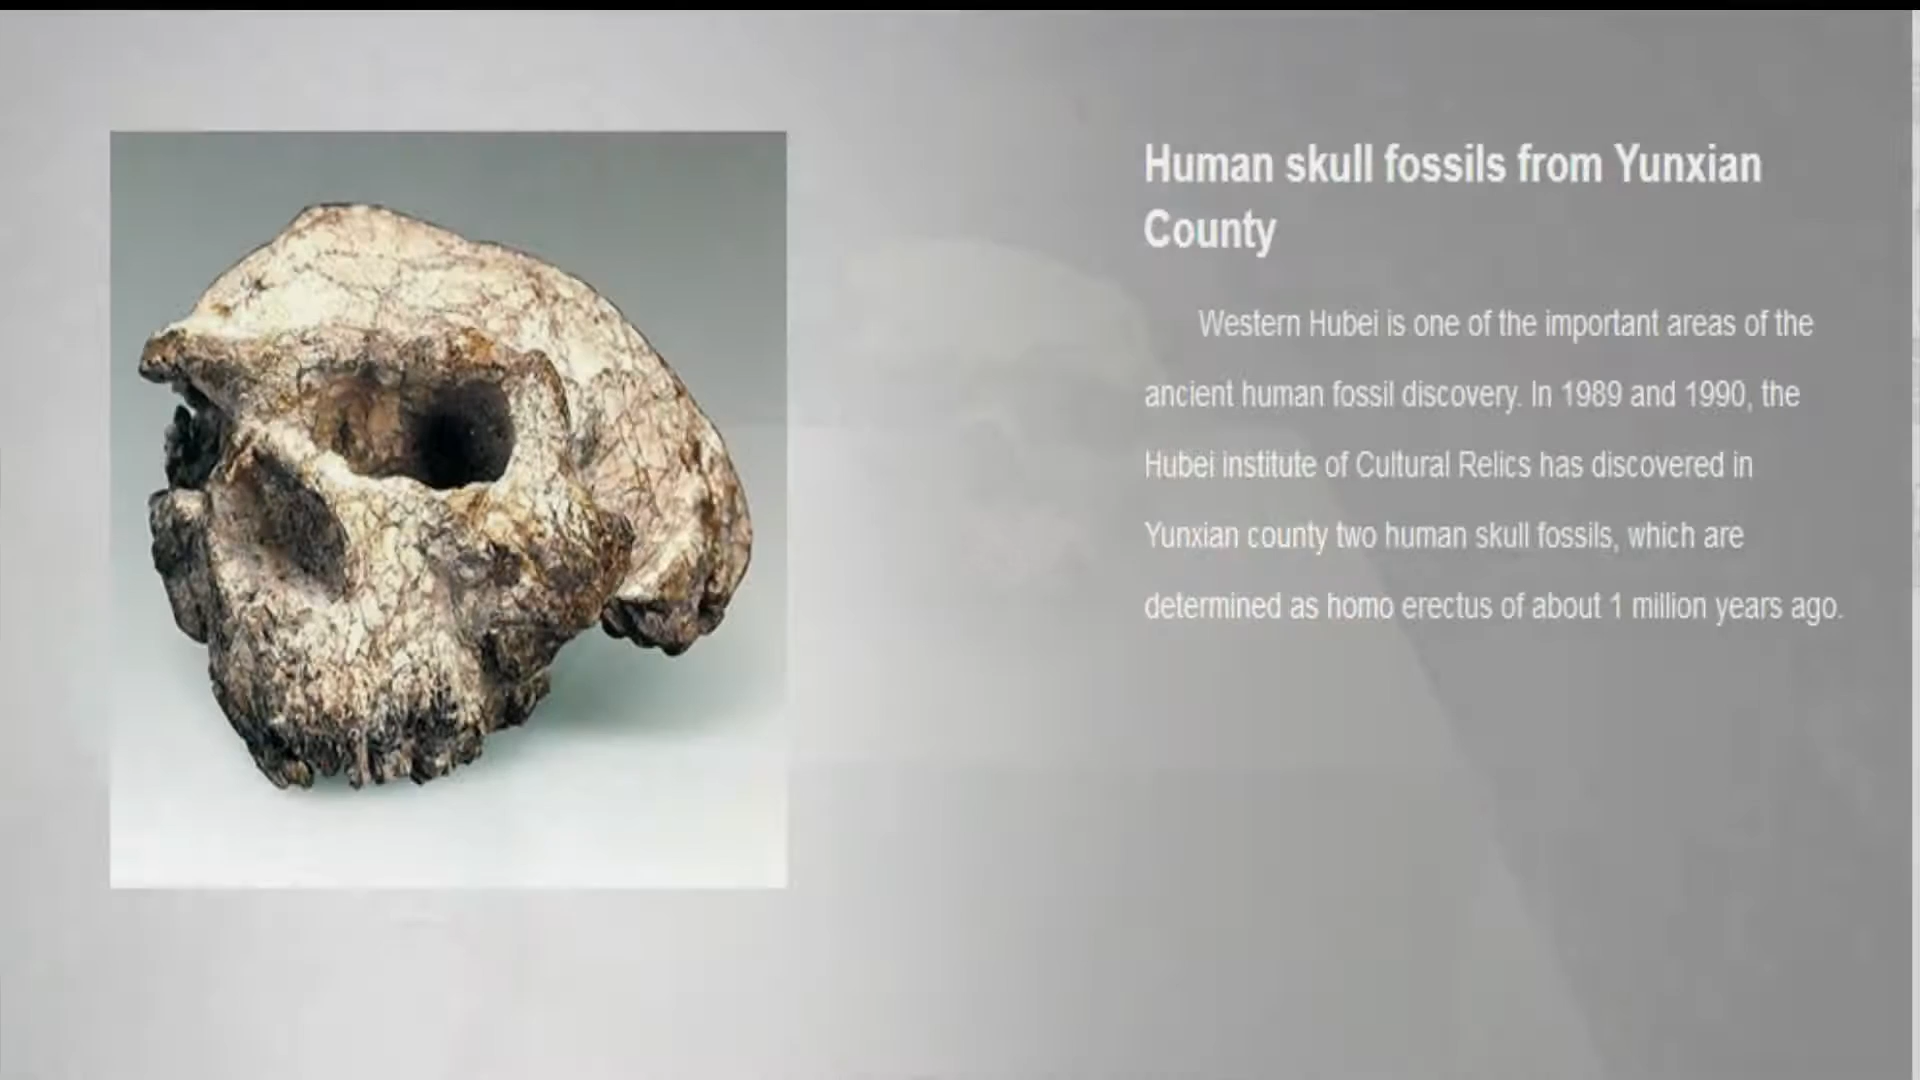 Human skull fossils from Yunxian
County
Western Hubei is one of the important areas of the
ancient human fossil discovery. In 1989 and 1990, the
Hubei institute of Cultural Relics has discovered in
Yunxian county two human skull fossils, which are
determined as homo erectus of about 1 million years ago.